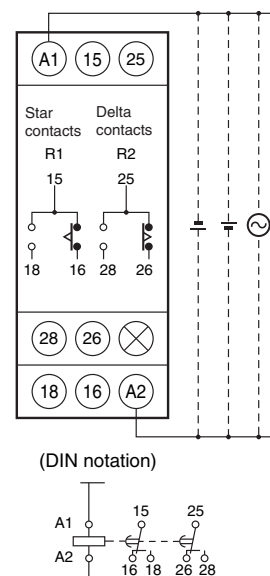 A1 15 25
Star contacts
Delta contacts
R1 R2
15 25
18 16 28 26
28 26
18 16 A2
(DIN notation)
A1 15 25
A2
16 18 26 28